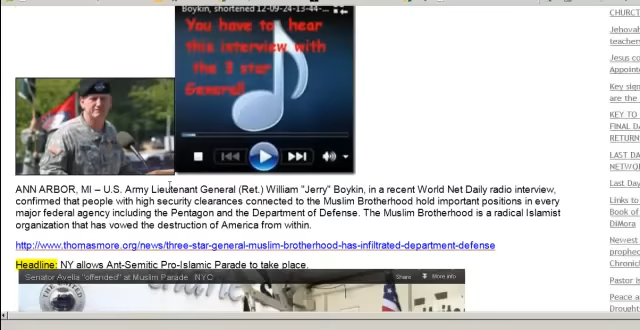 Boykin, shortened 12-09-24-13-44-...
You have to hear
this interview with
the 3 star
General!
ANN ARBOR, MI – U.S. Army Lieutenant General (Ret.) William "Jerry" Boykin, in a recent World Net Daily radio interview,
confirmed that people with high security clearances connected to the Muslim Brotherhood hold important positions in every
major federal agency including the Pentagon and the Department of Defense. The Muslim Brotherhood is a radical Islamist
organization that has vowed the destruction of America from within.
http://www.thomasmore.org/news/three-star-general-muslim-brotherhood-has-infiltrated-department-defense
Headline: NY allows Ant-Semitic Pro-Islamic Parade to take place.
Senator Avella "offended" at Muslim Parade NYC
Share
More info
CHURCH
Jehovah
teachers
Jesus co
Appoint
Key sign
are the
KEY TO
FINAL DA
RETURN
LAST DA
NETWO
Last Day
Links to
Book of
DiMora
Newest
prophec
Chronicl
Pastor
Peace a
Drought